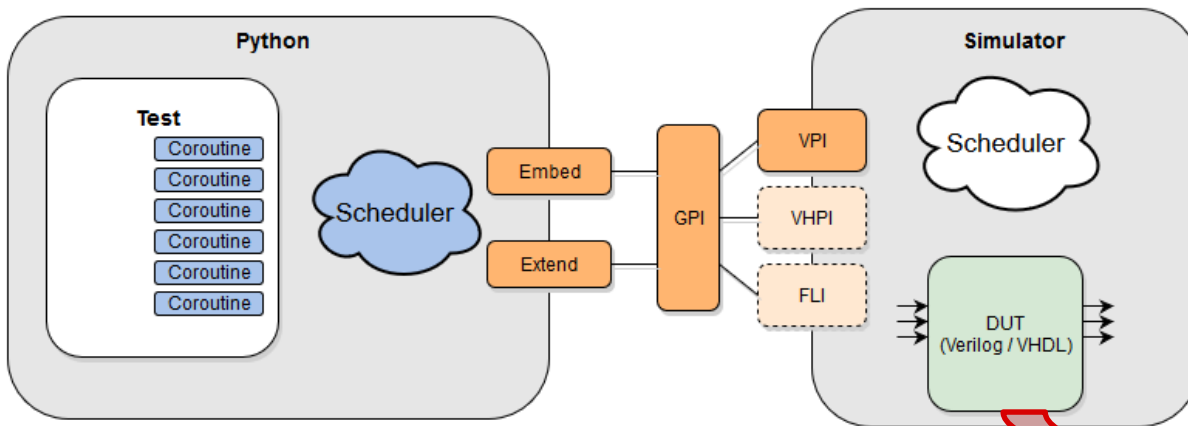 Python
Test
Coroutine
Coroutine
Coroutine
Coroutine
Coroutine
Coroutine
Scheduler
Embed
Extend
GPI
VPI
VHPI
FLI
Simulator
Scheduler
DUT
(Verilog / VHDL)